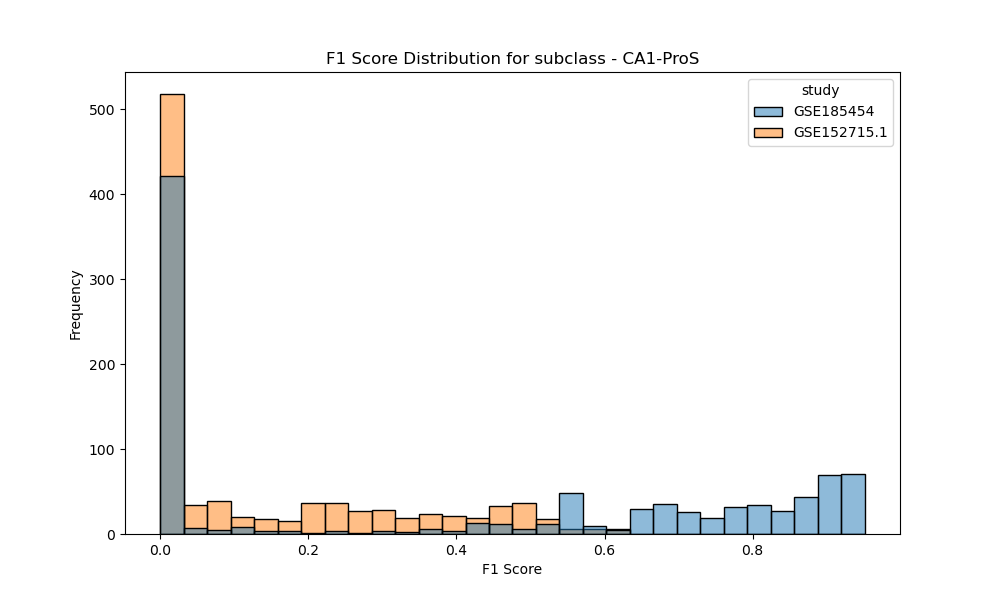 F1 Score Distribution for subclass - CA1-ProS
study
GSE185454
GSE152715.1
500
400
300
200
100
0
Frequency
0.0 0.2 0.4 0.6 0.8
F1 Score